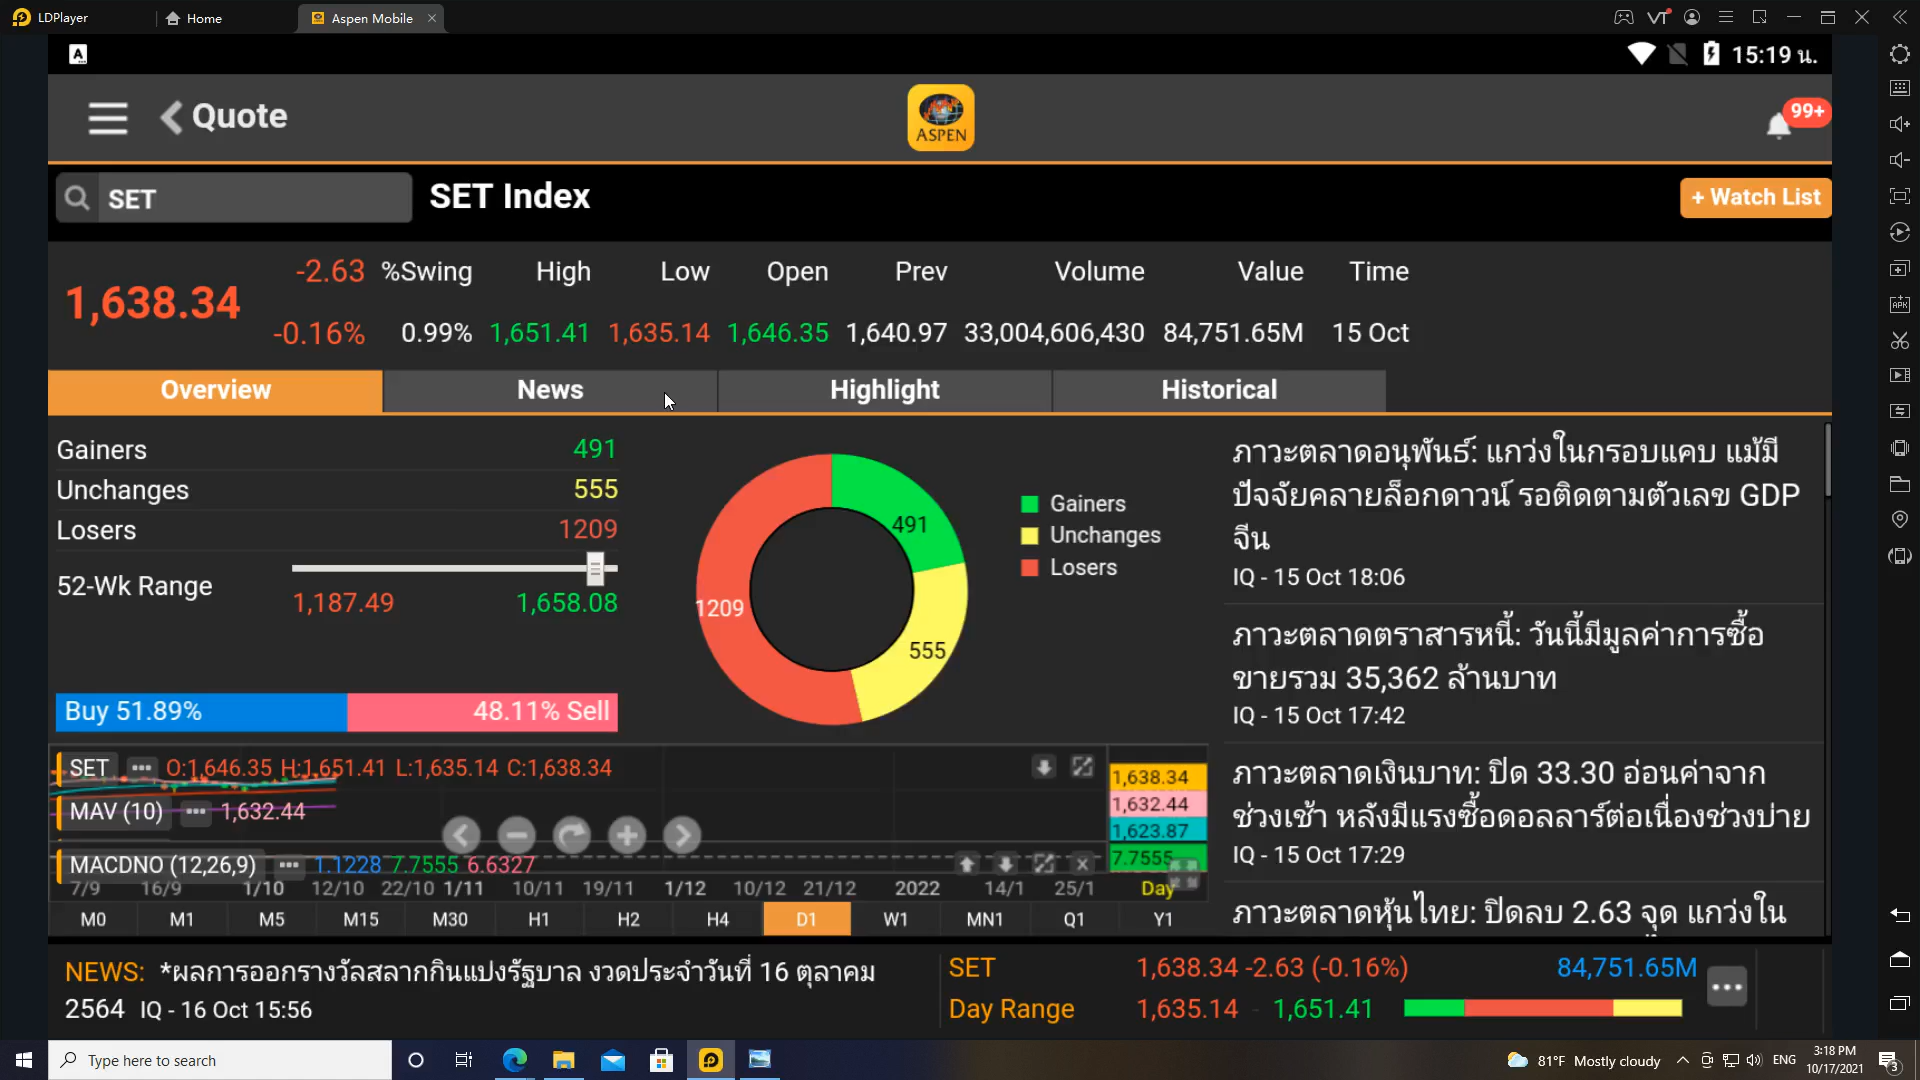 LDPlayer
Home
Aspen Mobile
A
15:19 น.
Quote
ASPEN
99+
SET
SET Index
+ Watch List
1,638.34
-2.63 %Swing High Low Open Prev Volume Value Time
-0.16% 0.99% 1,651.41 1,635.14 1,646.35 1,640.97 33,004,606,430 84,751.65M 15 Oct
Overview News Highlight Historical
Gainers 491
Unchanges 555
Losers 1209
52-Wk Range
1,187.49 1,658.08
Buy 51.89% 48.11% Sell
491
1209
555
Gainers
Unchanges
Losers
ภาวะตลาดอนุพันธ์: แกว่งในกรอบแคบ แม้มี
ปัจจัยคลายล็อกดาวน์ รอติดตามตัวเลข GDP
จีน
IQ - 15 Oct 18:06
ภาวะตลาดตราสารหนี้: วันนี้มีมูลค่าการซื้อ
ขายรวม 35,362 ล้านบาท
IQ - 15 Oct 17:42
ภาวะตลาดเงินบาท: ปิด 33.30 อ่อนค่าจาก
ช่วงเช้า หลังมีแรงซื้อดอลลาร์ต่อเนื่องช่วงบ่าย
IQ - 15 Oct 17:29
ภาวะตลาดหุ้นไทย: ปิดลบ 2.63 จุด แกว่งใน
SET O:1,646.35 H:1,651.41 L:1,635.14 C:1,638.34
MAV (10) 1,632.44
MACDNO (12,26,9) 1.1228 7.7555 6.6327
1,638.34
1,632.44
1,623.87
7.7555
7/9 16/9 1/10 12/10 22/10 1/11 10/11 19/11 1/12 10/12 21/12 2022 14/1 25/1 Day
M0 M1 M5 M15 M30 H1 H2 H4 D1 W1 MN1 Q1 Y1
NEWS: *ผลการออกรางวัลสลากกินแบ่งรัฐบาล งวดประจำวันที่ 16 ตุลาคม
2564 IQ - 16 Oct 15:56
SET 1,638.34 -2.63 (-0.16%) 84,751.65M
Day Range 1,635.14 - 1,651.41
Type here to search
81°F Mostly cloudy
ENG
3:18 PM
10/17/2021
3